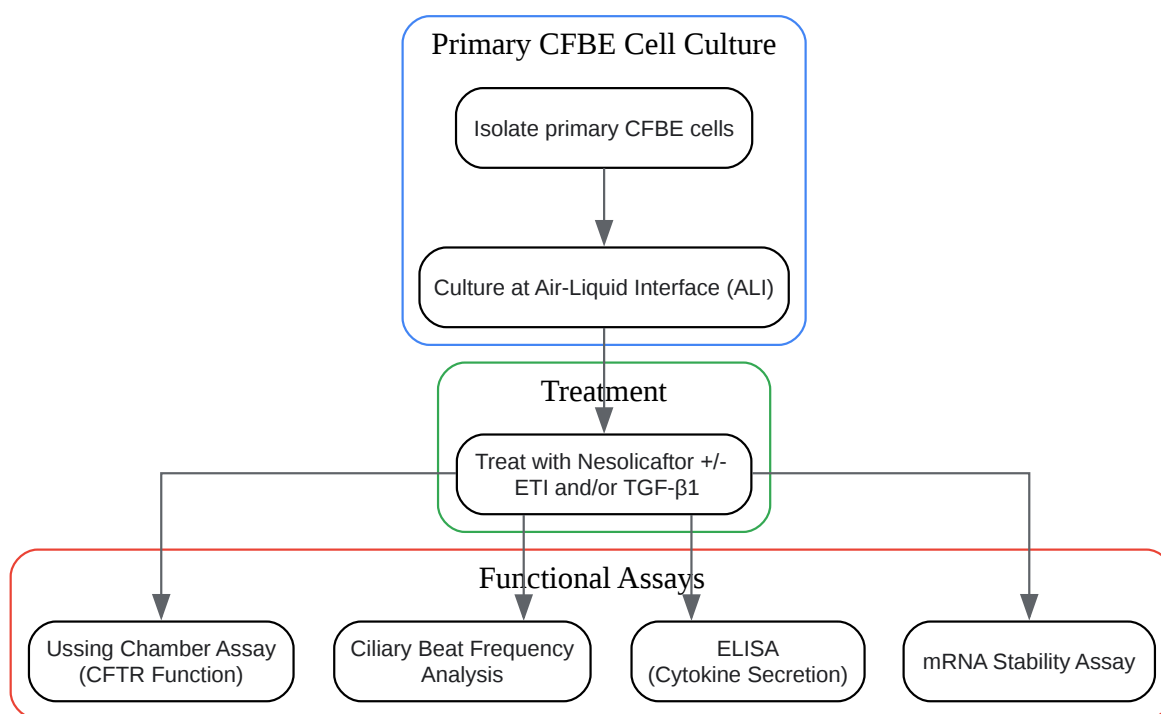 Primary CFBE Cell Culture
Isolate primary CFBE cells
Culture at Air-Liquid Interface (ALI)
Treatment
Treat with Nesolicaftor +/-
ETI and/or TGF-β1
Functional Assays
Ussing Chamber Assay
(CFTR Function)
Ciliary Beat Frequency
Analysis
ELISA
(Cytokine Secretion)
mRNA Stability Assay